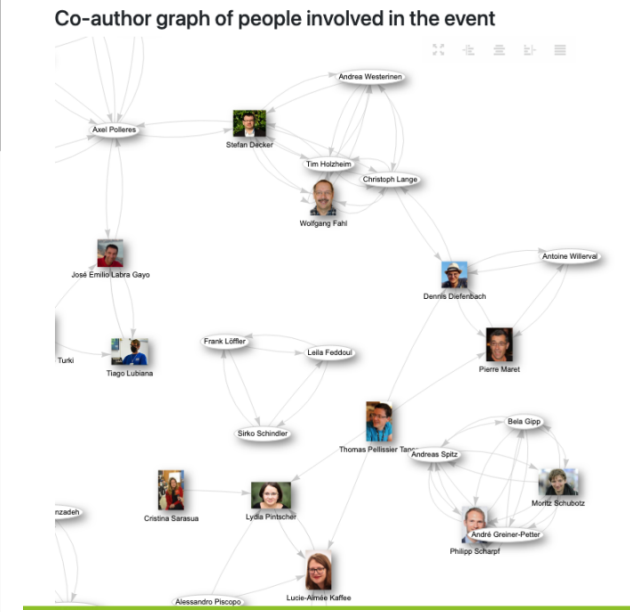 Co-author graph of people involved in the event
Andrea Westerinen
Axel Polleres
Stefan Decker
Tim Holzheim
Christoph Lange
Wolfgang Fahl
José Emilio Labra Gayo
Antoine Willerval
Dennis Diefenbach
Frank Löffler
Leila Feddoul
Turki
Tiago Lubiana
Pierre Maret
Bela Gipp
Sirko Schindler
Thomas Pellissier Tan
Andreas Spitz
Moritz Schubotz
nzadeh
Cristina Sarasua
Lydia Pintscher
André Greiner-Petter
Philipp Scharpf
Alessandro Piscopo
Lucie-Aimée Kaffee